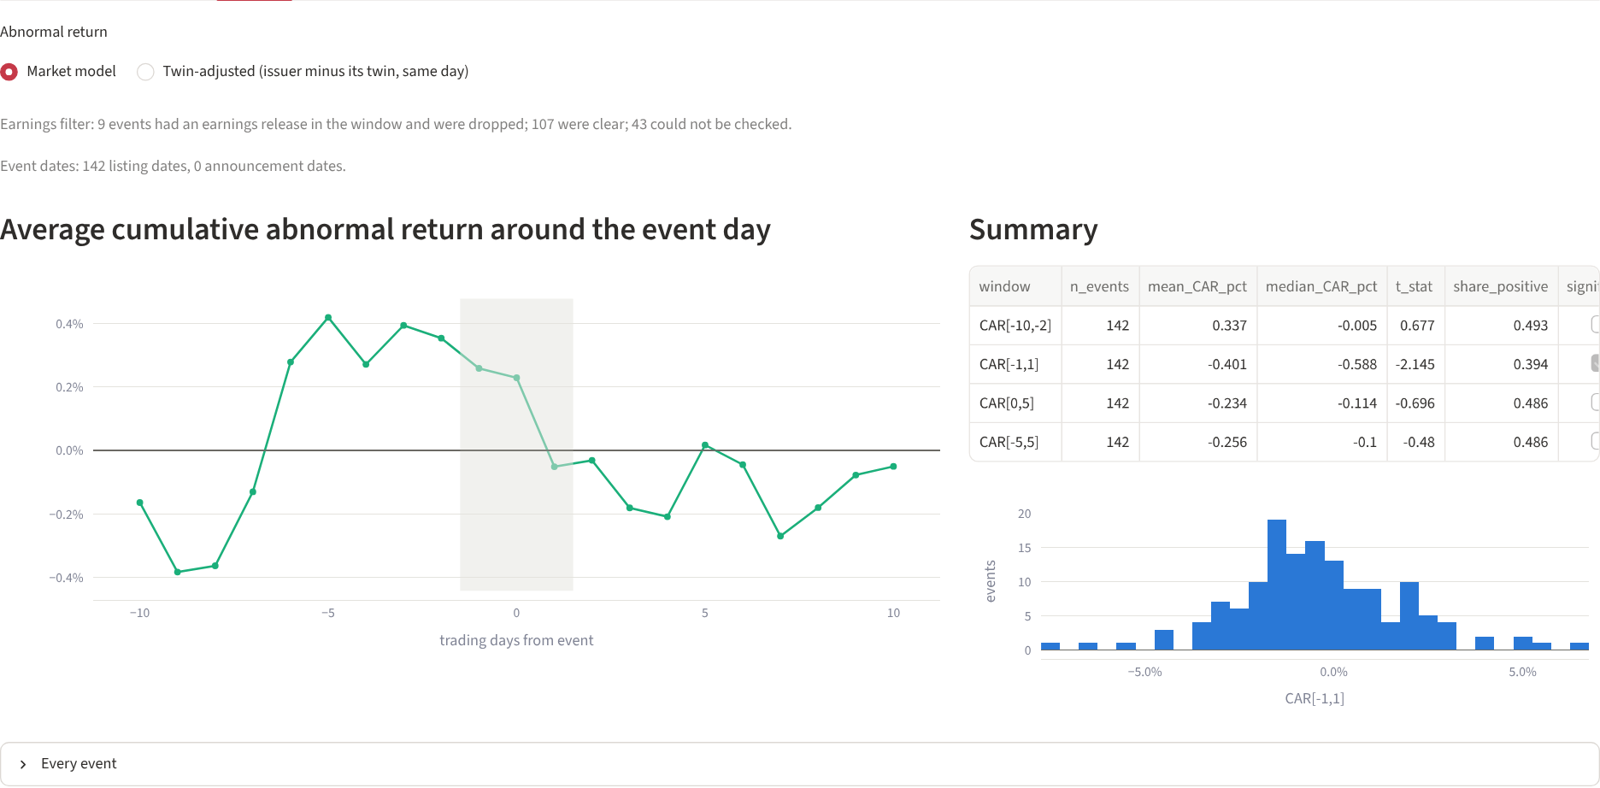 Abnormal return
Market model Twin-adjusted (issuer minus its twin, same day)
Earnings filter: 9 events had an earnings release in the window and were dropped; 107 were clear; 43 could not be checked.
Event dates: 142 listing dates, 0 announcement dates.
Average cumulative abnormal return around the event day
0.4%
0.2%
0.0%
−0.2%
−0.4%
−10 −5 0 5 10
trading days from event
Summary
window n_events mean_CAR_pct median_CAR_pct t_stat share_positive
CAR[-10,-2] 142 0.337 -0.005 0.677 0.493
CAR[-1,1] 142 -0.401 -0.588 -2.145 0.394
CAR[0,5] 142 -0.234 -0.114 -0.696 0.486
CAR[-5,5] 142 -0.256 -0.1 -0.48 0.486
20
15
10
5
0
events
−5.0% 0.0% 5.0%
CAR[-1,1]
Every event